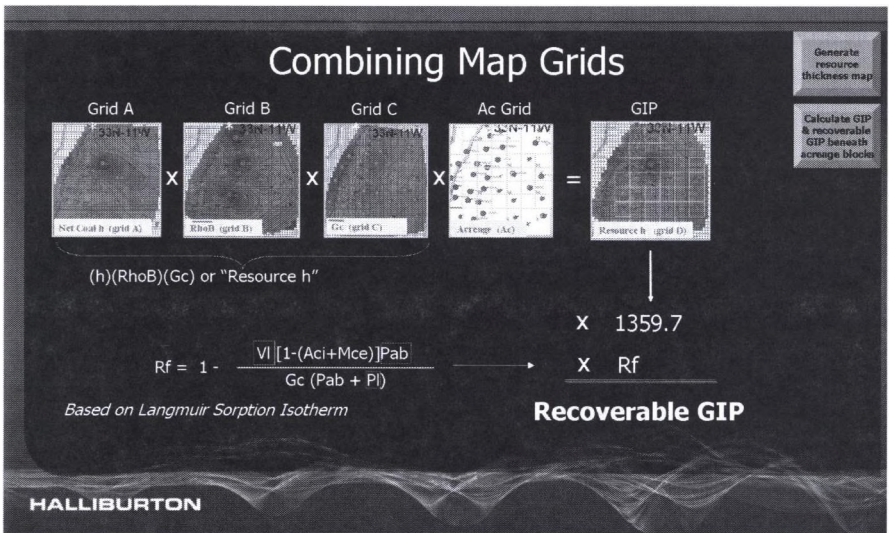 Combining Map Grids
Generate
resource
thickness map
Calculate GIP
& recoverable
GIP beneath
acreage blocks
Grid A
Grid B
Grid C
Ac Grid
GIP
33N-11W
33N-11W
33N-11W
33N-11W
x
x
x
=
Net Coal h (grid A)
RhoB (grid B)
Gc (grid C)
Acreage (Ac)
Resource h (grid D)
(h)(RhoB)(Gc) or "Resource h"
x 1359.7
x Rf
Rf = 1 - Vl [1-(Aci+Mce)]Pab
Gc (Pab + Pl)
Based on Langmuir Sorption Isotherm
Recoverable GIP
HALLIBURTON